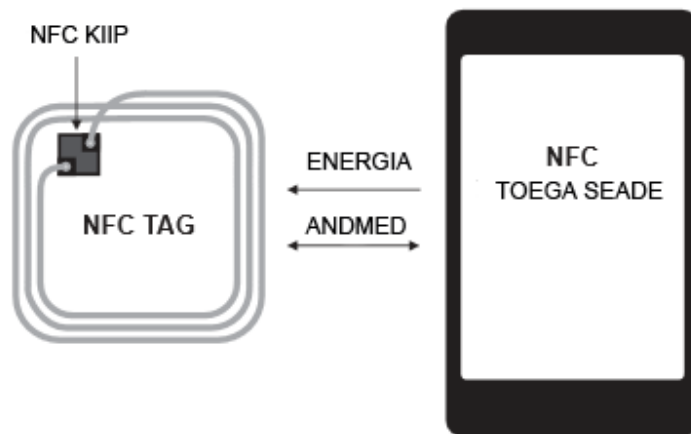 NFC KIIP
NFC TAG
ENERGIA
ANDMED
NFC
TOEGA SEADE